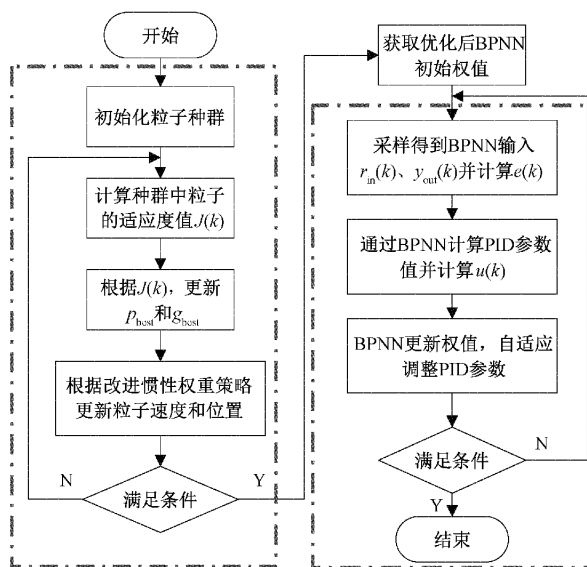 开始
初始化粒子种群
计算种群中粒子
的适应度值J(k)
根据J(k)，更新
p_best和g_best
根据改进惯性权重策略
更新粒子速度和位置
N
满足条件
Y
获取优化后BPNN
初始权值
采样得到BPNN输入
r_in(k)、y_out(k)并计算e(k)
通过BPNN计算PID参数
值并计算u(k)
BPNN更新权值，自适应
调整PID参数
满足条件
N
Y
结束